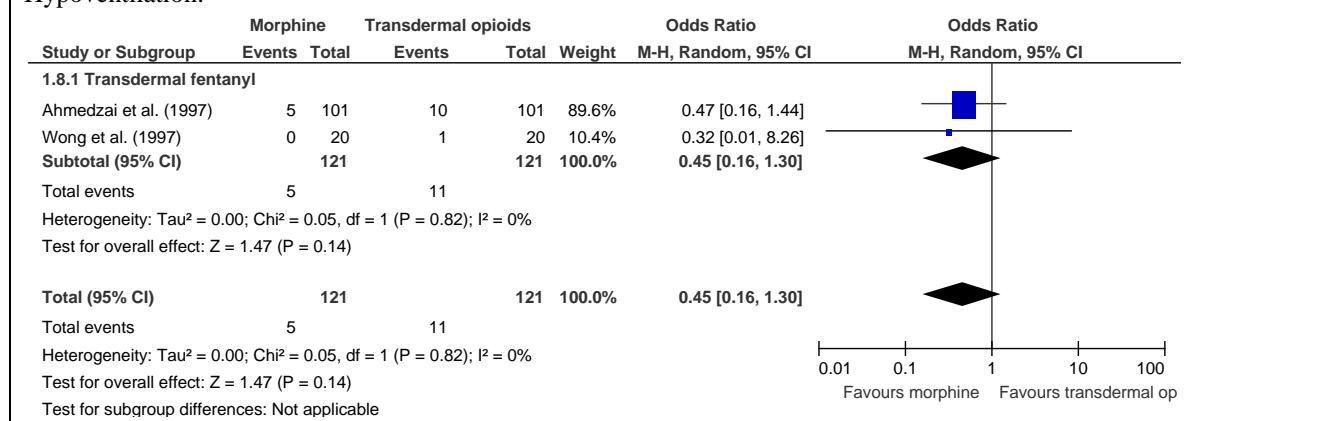 Hypoventilation.
Morphine Transdermal opioids Odds Ratio Odds Ratio
Study or Subgroup Events Total Events Total Weight M-H, Random, 95% CI M-H, Random, 95% CI
1.8.1 Transdermal fentanyl
Ahmedzai et al. (1997) 5 101 10 101 89.6% 0.47 [0.16, 1.44]
Wong et al. (1997) 0 20 1 20 10.4% 0.32 [0.01, 8.26]
Subtotal (95% CI) 121 121 100.0% 0.45 [0.16, 1.30]
Total events 5 11
Heterogeneity: Tau² = 0.00; Chi² = 0.05, df = 1 (P = 0.82); I² = 0%
Test for overall effect: Z = 1.47 (P = 0.14)
Total (95% CI) 121 121 100.0% 0.45 [0.16, 1.30]
Total events 5 11
Heterogeneity: Tau² = 0.00; Chi² = 0.05, df = 1 (P = 0.82); I² = 0%
0.01 0.1 1 10 100
Test for overall effect: Z = 1.47 (P = 0.14)
Favours morphine Favours transdermal op
Test for subgroup differences: Not applicable